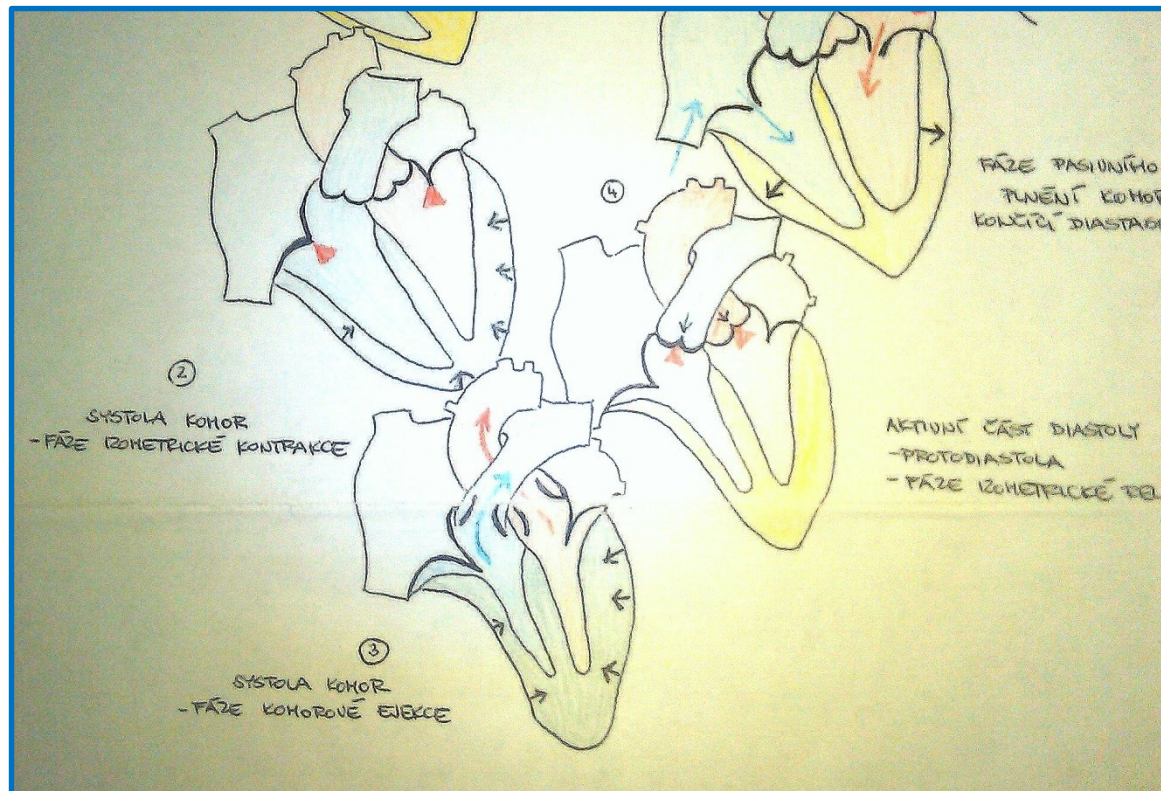 ②
SYSTOLA KOMOR
-FÁZE IZOMETRICKÉ KONTRAKCE
④
FÁZE PASIVNÍHO
PLNĚNÍ KOMOR
KONČÍCÍ
AKTIVNÍ ČÁST DIASTOLY
-PROTODIASTOLA
-FÁZE IZOMETRICKÉ REL
③
SYSTOLA KOMOR
-FÁZE KOMOROVÉ EJEKCE